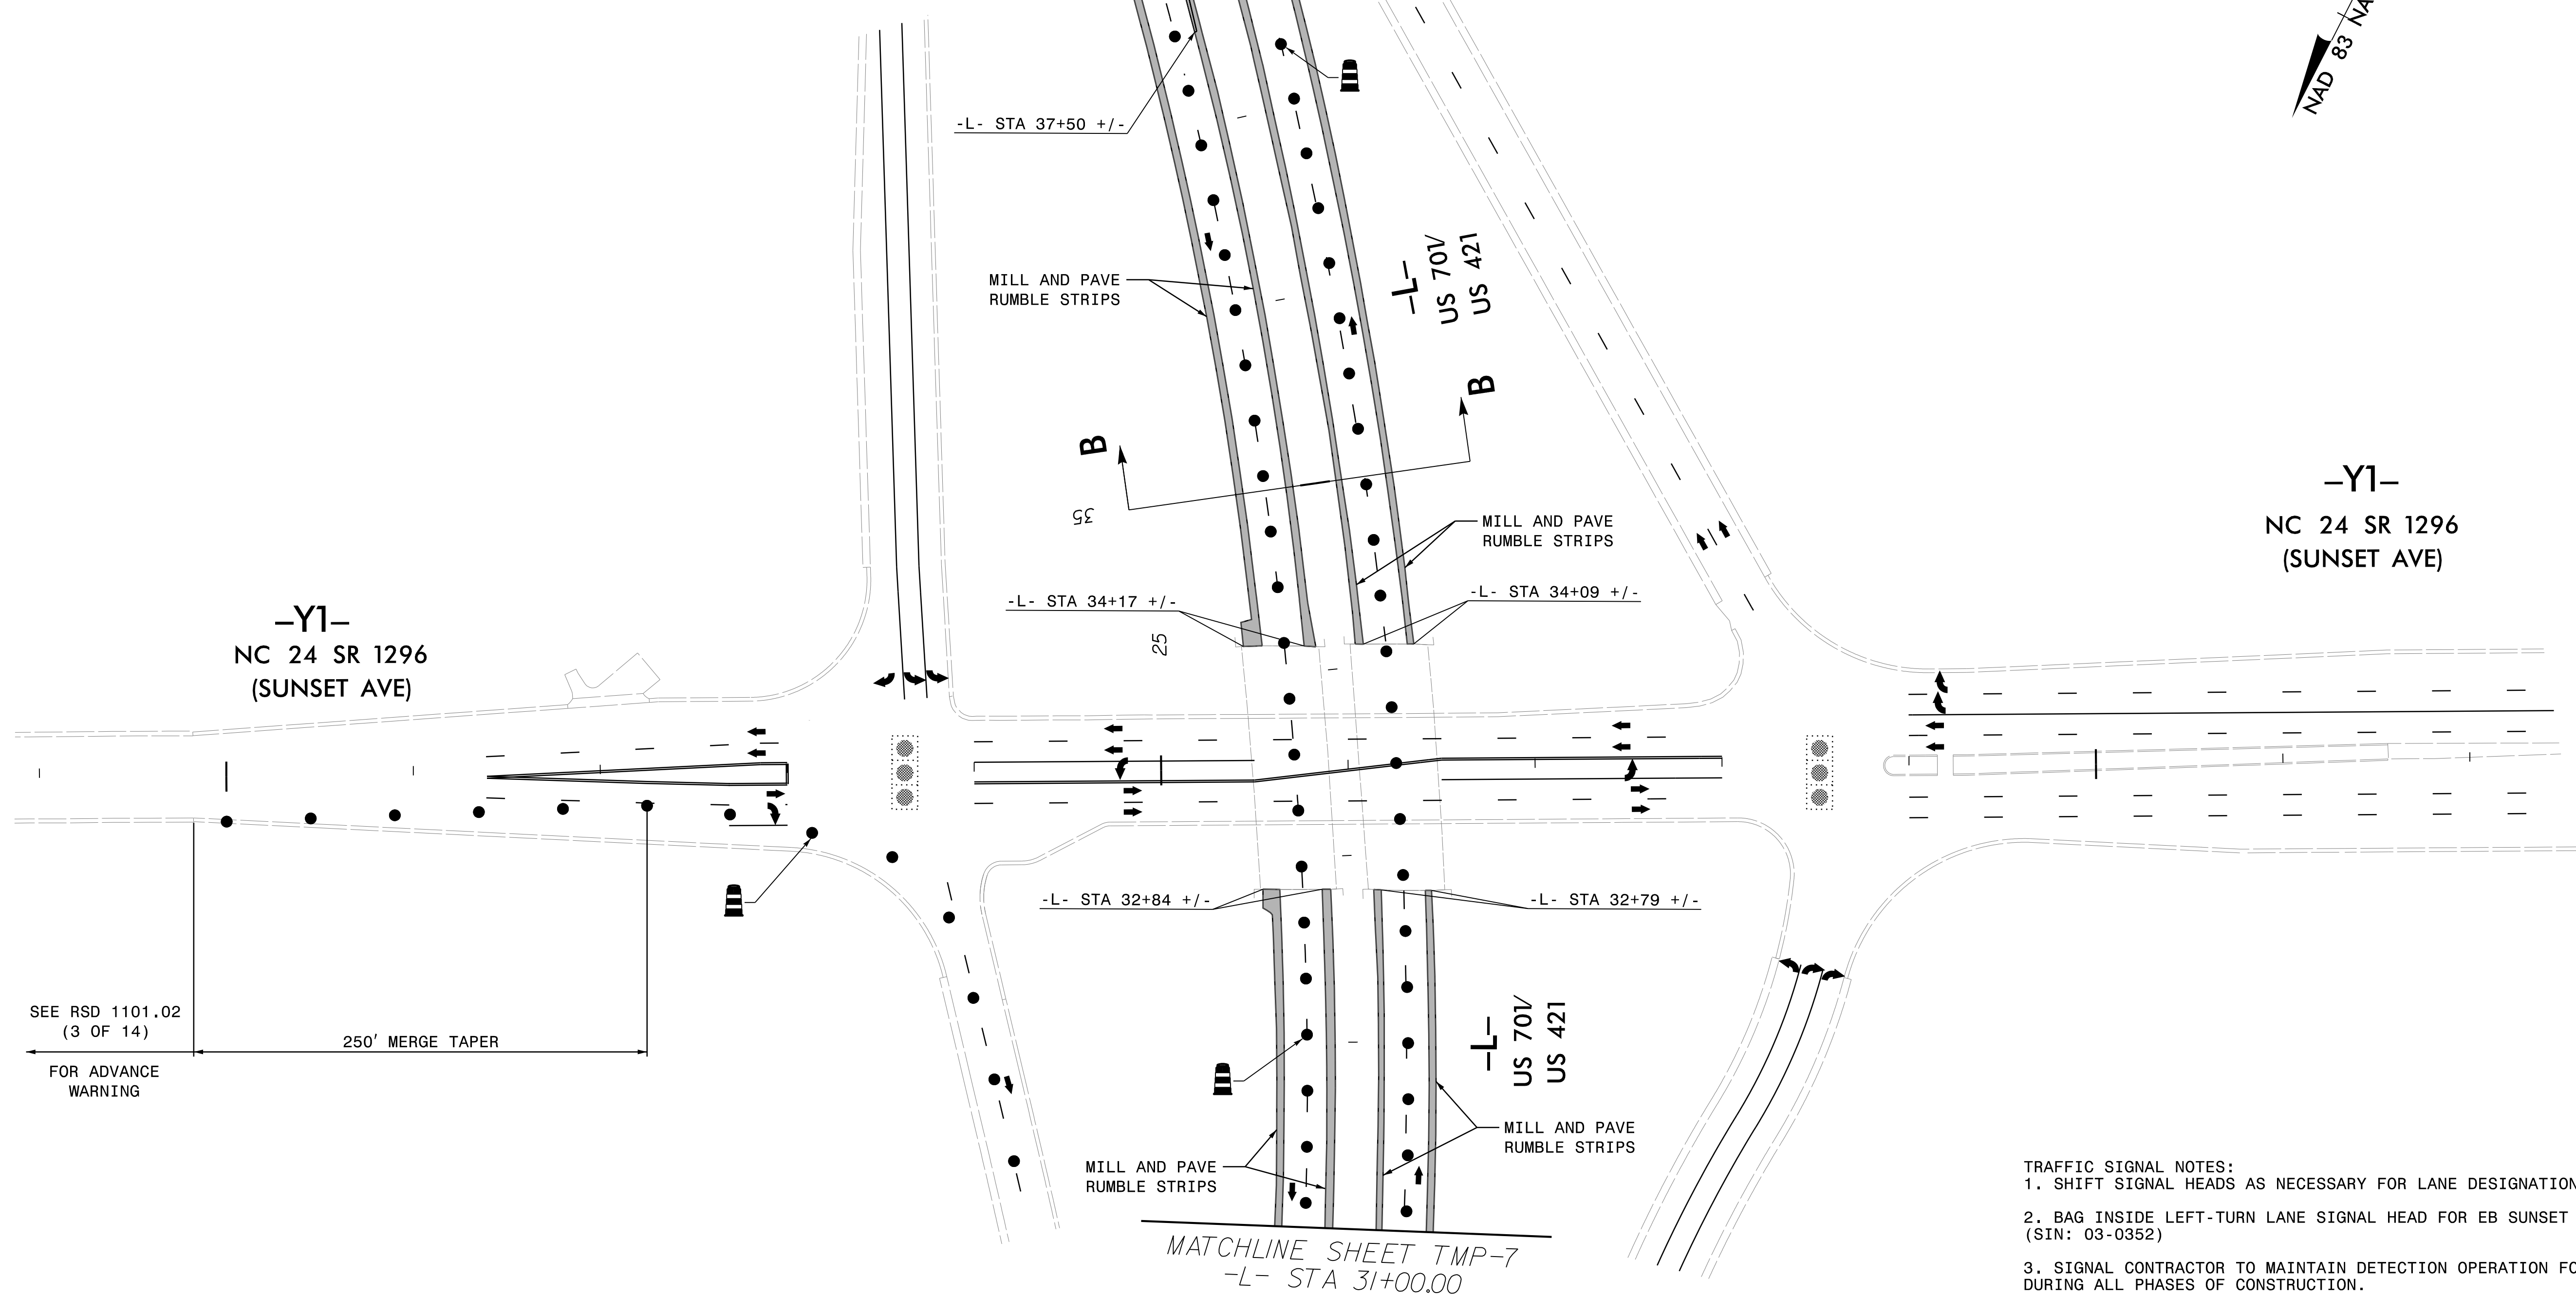 NAD 83 NA
-L- STA 37+50 +/-
MILL AND PAVE
RUMBLE STRIPS
-L-
US 701/
US 421
B
B
35
MILL AND PAVE
RUMBLE STRIPS
-Y1-
NC 24 SR 1296
(SUNSET AVE)
-L- STA 34+17 +/-
-L- STA 34+09 +/-
25
-Y1-
NC 24 SR 1296
(SUNSET AVE)
-L- STA 32+84 +/-
-L- STA 32+79 +/-
SEE RSD 1101.02
(3 OF 14)
250' MERGE TAPER
FOR ADVANCE
WARNING
-L-
US 701/
US 421
MILL AND PAVE
RUMBLE STRIPS
MILL AND PAVE
RUMBLE STRIPS
MATCHLINE SHEET TMP-7
-L- STA 31+00.00
TRAFFIC SIGNAL NOTES:
1. SHIFT SIGNAL HEADS AS NECESSARY FOR LANE DESIGNATION
2. BAG INSIDE LEFT-TURN LANE SIGNAL HEAD FOR EB SUNSET
(SIN: 03-0352)
3. SIGNAL CONTRACTOR TO MAINTAIN DETECTION OPERATION FO
DURING ALL PHASES OF CONSTRUCTION.